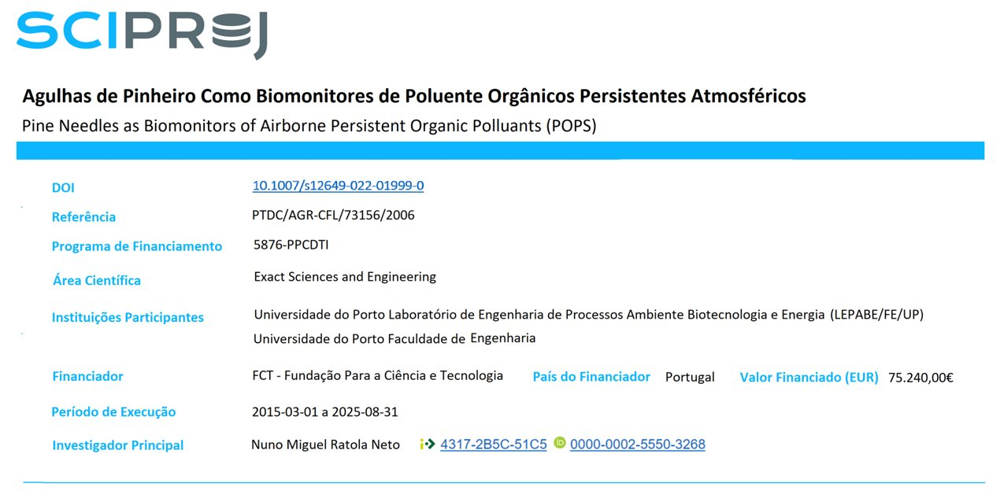 SCIPROJ
Agulhas de Pinheiro Como Biomonitores de Poluente Orgânicos Persistentes Atmosféricos
Pine Needles as Biomonitors of Airborne Persistent Organic Polluants (POPS)
DOI 10.1007/s12649-022-01999-0
Referência PTDC/AGR-CFL/73156/2006
Programa de Financiamento 5876-PPCDTI
Área Científica Exact Sciences and Engineering
Instituições Participantes Universidade do Porto Laboratório de Engenharia de Processos Ambiente Biotecnologia e Energia (LEPABE/FE/UP)
Universidade do Porto Faculdade de Engenharia
Financiador FCT - Fundação Para a Ciência e Tecnologia País do Financiador Portugal Valor Financiado (EUR) 75.240,00€
Período de Execução 2015-03-01 a 2025-08-31
Investigador Principal Nuno Miguel Ratola Neto 4317-2B5C-51C5 iD 0000-0002-5550-3268